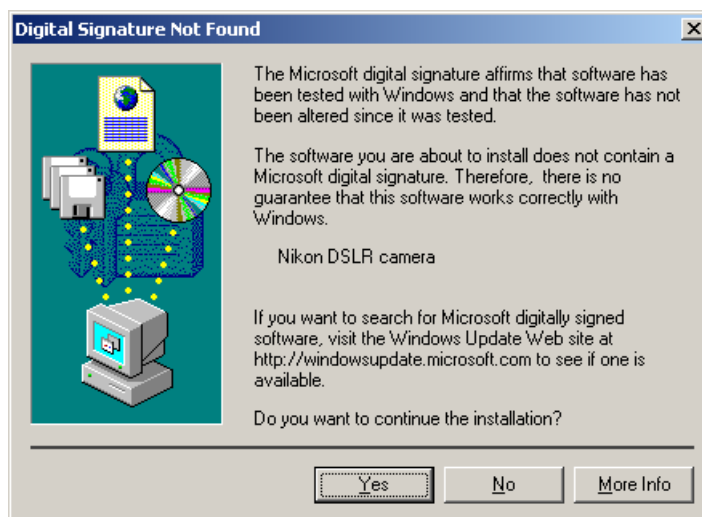 Digital Signature Not Found
The Microsoft digital signature affirms that software has
been tested with Windows and that the software has not
been altered since it was tested.
The software you are about to install does not contain a
Microsoft digital signature. Therefore,  there is no
guarantee that this software works correctly with
Windows.
Nikon DSLR camera
If you want to search for Microsoft digitally signed
software, visit the Windows Update Web site at
http://windowsupdate.microsoft.com to see if one is
available.
Do you want to continue the installation?
Yes No More Info